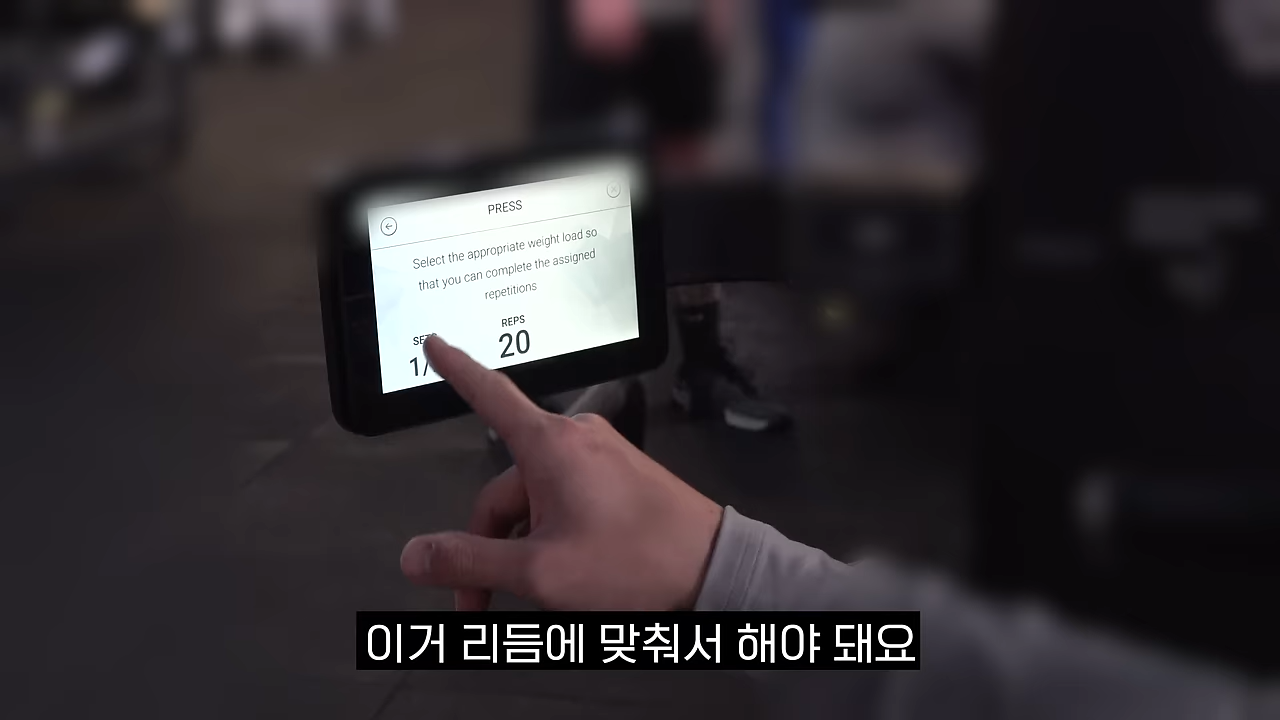 PRESS
Select the appropriate weight load so
that you can complete the assigned
repetitions
REPS
20
이거 리듬에 맞춰서 해야 돼요